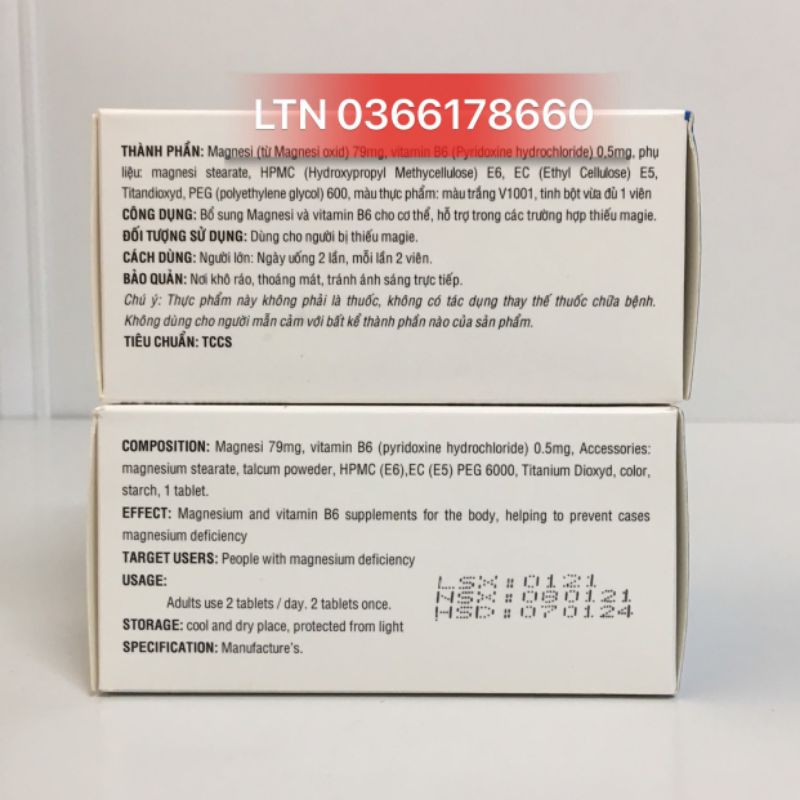 LTN 0366178660
THÀNH PHẦN: Magnesi (từ Magnesi oxid) 79mg, vitamin B6 (Pyridoxine hydrochloride) 0,5mg, phụ
liệu: magnesi stearate, HPMC (Hydroxypropyl Methycellulose) E6, EC (Ethyl Cellulose) E5,
Titandioxyd, PEG (polyethylene glycol) 600, màu thực phẩm: màu trắng V1001, tinh bột vừa đủ 1 viên
CÔNG DỤNG: Bổ sung Magnesi và vitamin B6 cho cơ thể, hỗ trợ trong các trường hợp thiếu magie.
ĐỐI TƯỢNG SỬ DỤNG: Dùng cho người bị thiếu magie.
CÁCH DÙNG: Người lớn: Ngày uống 2 lần, mỗi lần 2 viên.
BẢO QUẢN: Nơi khô ráo, thoáng mát, tránh ánh sáng trực tiếp.
Chú ý: Thực phẩm này không phải là thuốc, không có tác dụng thay thế thuốc chữa bệnh.
Không dùng cho người mẫn cảm với bất kể thành phần nào của sản phẩm.
TIÊU CHUẨN: TCCS
COMPOSITION: Magnesi 79mg, vitamin B6 (pyridoxine hydrochloride) 0.5mg, Accessories:
magnesium stearate, talcum poweder, HPMC (E6),EC (E5) PEG 6000, Titanium Dioxyd, color,
starch, 1 tablet.
EFFECT: Magnesium and vitamin B6 supplements for the body, helping to prevent cases
magnesium deficiency
TARGET USERS: People with magnesium deficiency
USAGE:
Adults use 2 tablets / day. 2 tablets once.
STORAGE: cool and dry place, protected from light
SPECIFICATION: Manufacture's.
LSX: 0121
NSX: 080121
HSD: 070124